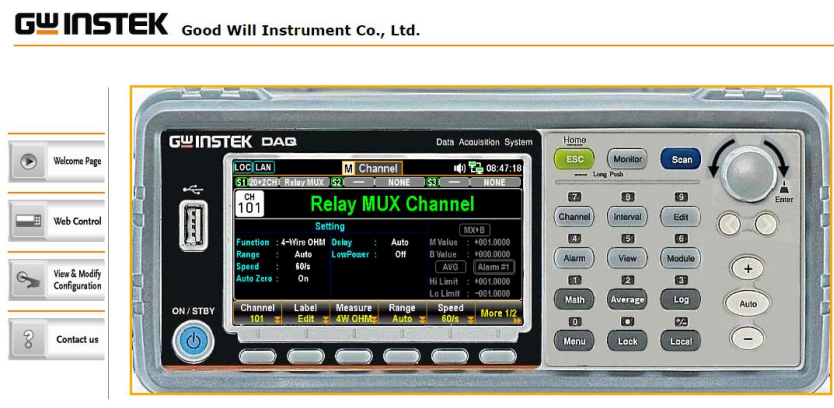 GW INSTEK Good Will Instrument Co., Ltd.
Welcome Page
Web Control
View & Modify
Configuration
Contact us
GW INSTEK DAQ
Data Acquisition System
LOC LAN M Channel 08:47:18
S1 20+2CH Relay MUX S2 — NONE S3 — NONE
CH
101
Relay MUX Channel
Setting
MX+B
Function : 4-Wire OHM Delay : Auto M Value : +001.0000
Range : Auto LowPower : Off B Value : +000.0000
Speed : 60/s AVG Alarm #1
Auto Zero : On Hi Limit : +001.0000
Lo Limit : -001.0000
Channel Label Measure Range Speed More 1/2
101 Edit 4W OHM Auto 60/s
ON / STBY
Home
ESC Monitor Scan
Long Push
Enter
7 8 9
Channel Interval Edit
4 5 6
Alarm View Module
+
1 2 3
Math Average Log
Auto
0 +/-
Menu Lock Local
−